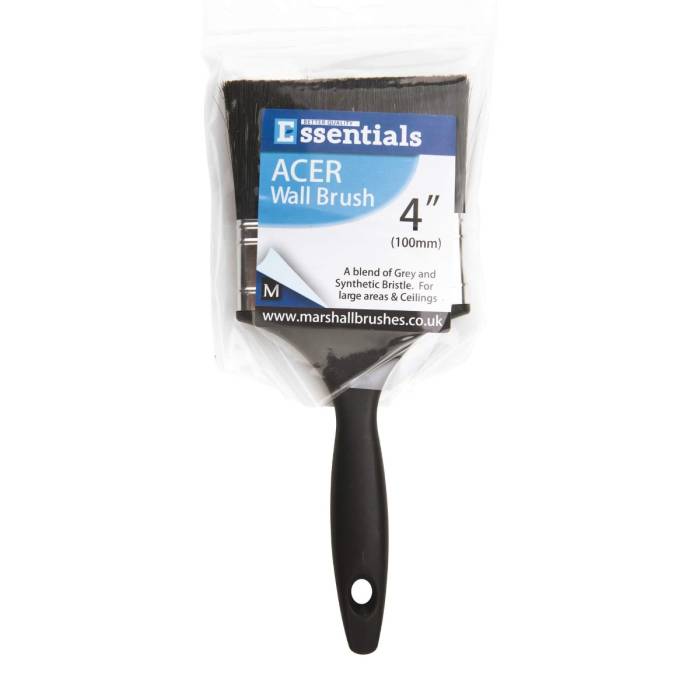 BETTER QUALITY
Essentials
ACER
Wall Brush
4”
(100mm)
A blend of Grey and
Synthetic Bristle. For
large areas & Ceilings
M
www.marshallbrushes.co.uk